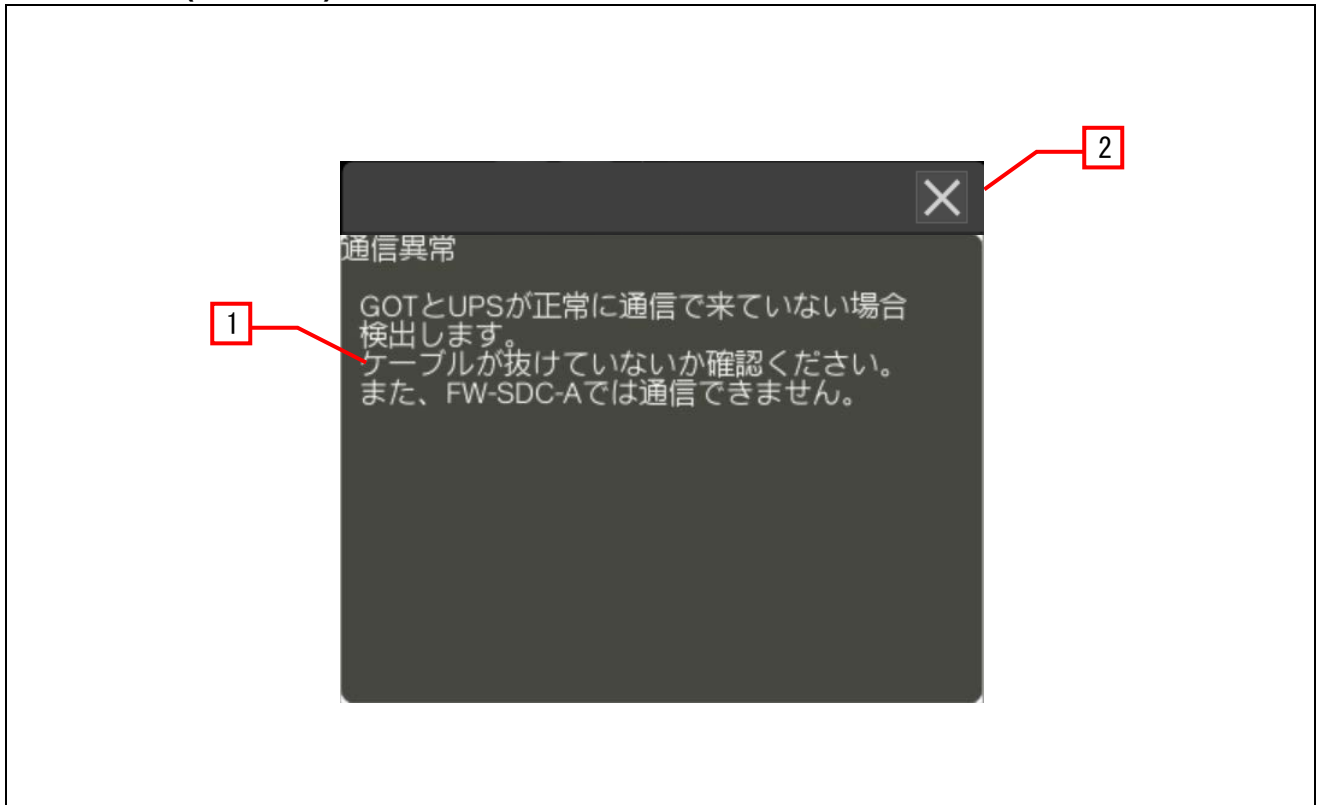 2
通信異常
GOTとUPSが正常に通信で来ていない場合
検出します。
1
ケーブルが抜けていないか確認ください。
また、FW-SDC-Aでは通信できません。